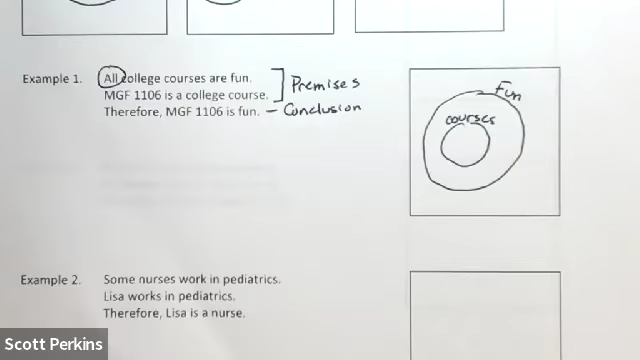 Example 1. All college courses are fun.
MGF 1106 is a college course.
Therefore, MGF 1106 is fun. — Conclusion
Premises
Fun
courses
Example 2. Some nurses work in pediatrics.
Lisa works in pediatrics.
Therefore, Lisa is a nurse.
Scott Perkins